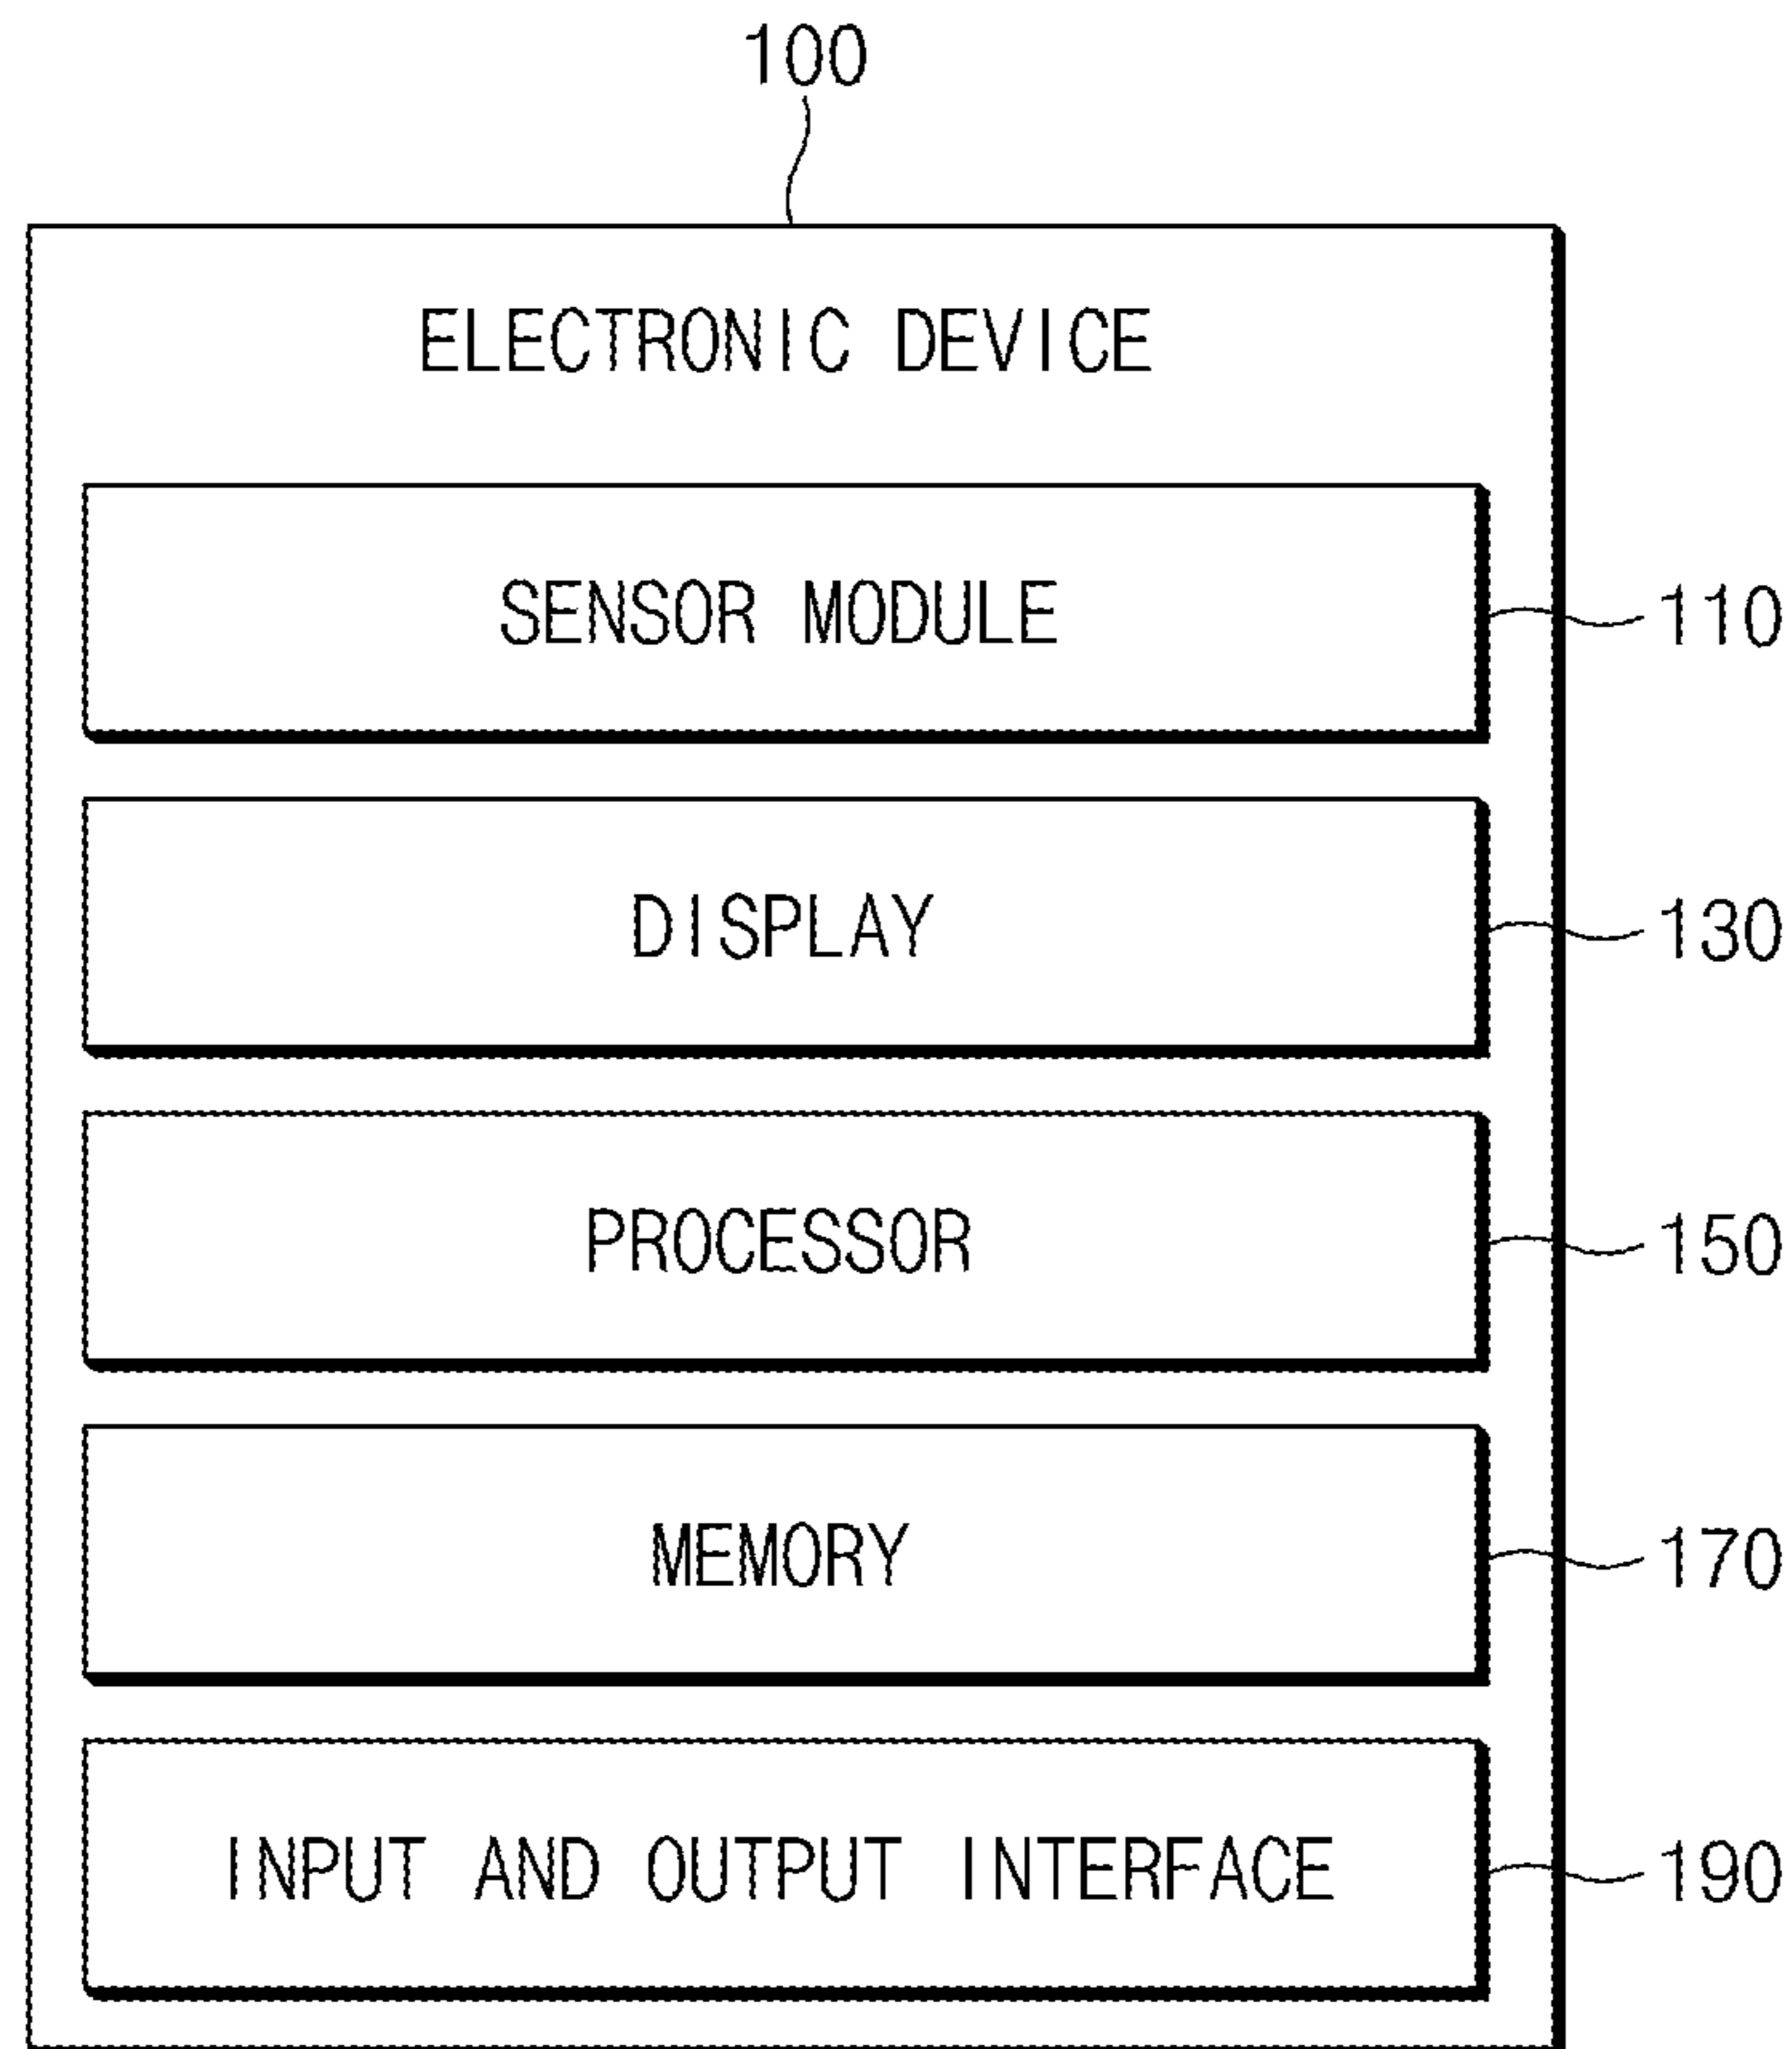 100
ELECTRONIC DEVICE
SENSOR MODULE 110
DISPLAY 130
PROCESSOR 150
MEMORY 170
INPUT AND OUTPUT INTERFACE 190